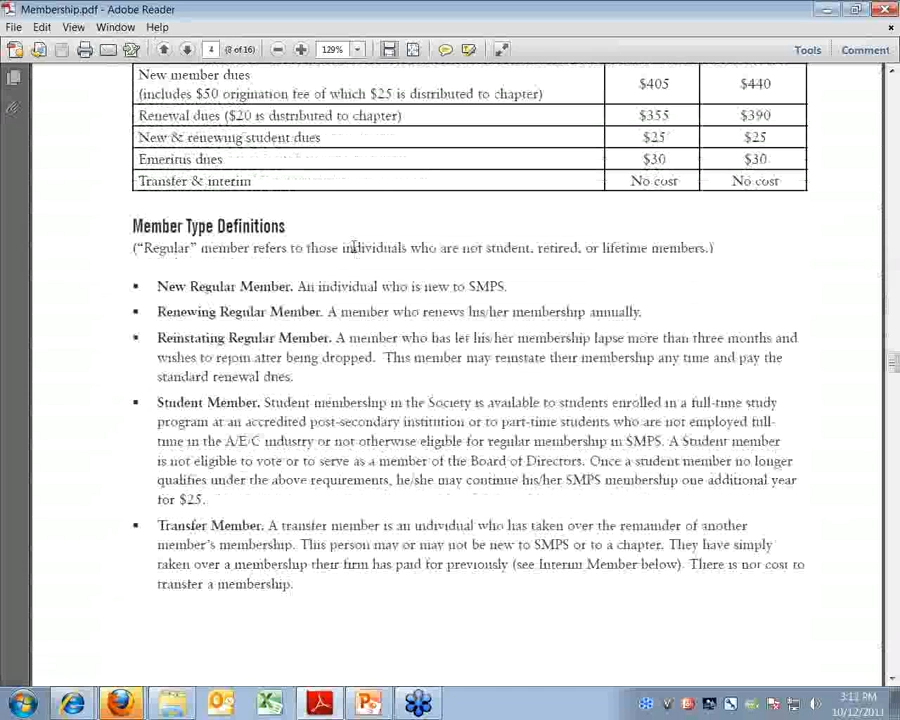 Membership.pdf - Adobe Reader
File Edit View Window Help
4 (8 of 16) 129% Tools Comment
New member dues
(includes $50 origination fee of which $25 is distributed to chapter) $405 $440
Renewal dues ($20 is distributed to chapter) $355 $390
New & renewing student dues $25 $25
Emeritus dues $30 $30
Transfer & interim No cost No cost
Member Type Definitions
("Regular" member refers to those individuals who are not student, retired, or lifetime members.)
▪ New Regular Member. An individual who is new to SMPS.
▪ Renewing Regular Member. A member who renews his/her membership annually.
▪ Reinstating Regular Member. A member who has let his/her membership lapse more than three months and
wishes to rejoin after being dropped. This member may reinstate their membership any time and pay the
standard renewal dues.
▪ Student Member. Student membership in the Society is available to students enrolled in a full-time study
program at an accredited post-secondary institution or to part-time students who are not employed full-
time in the A/E/C industry or not otherwise eligible for regular membership in SMPS. A Student member
is not eligible to vote or to serve as a member of the Board of Directors. Once a student member no longer
qualifies under the above requirements, he/she may continue his/her SMPS membership one additional year
for $25.
▪ Transfer Member. A transfer member is an individual who has taken over the remainder of another
member's membership. This person may or may not be new to SMPS or to a chapter. They have simply
taken over a membership their firm has paid for previously (see Interim Member below). There is not cost to
transfer a membership.
3:13 PM
10/12/2011